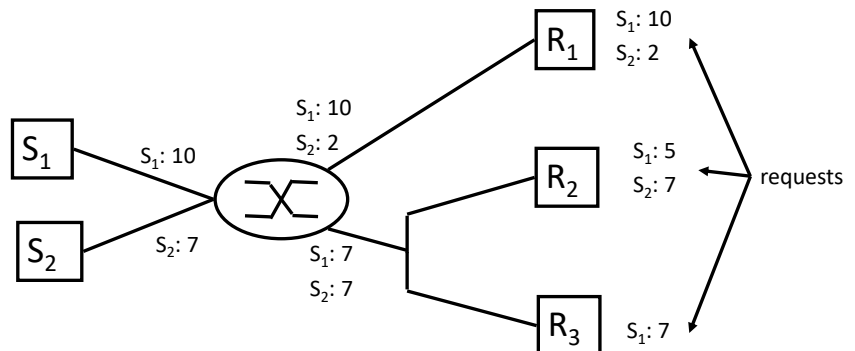 S₁
S₂
S₁: 10
S₂: 7
S₁: 10
S₂: 2
S₁: 7
S₂: 7
R₁
S₁: 10
S₂: 2
R₂
S₁: 5
S₂: 7
R₃
S₁: 7
requests